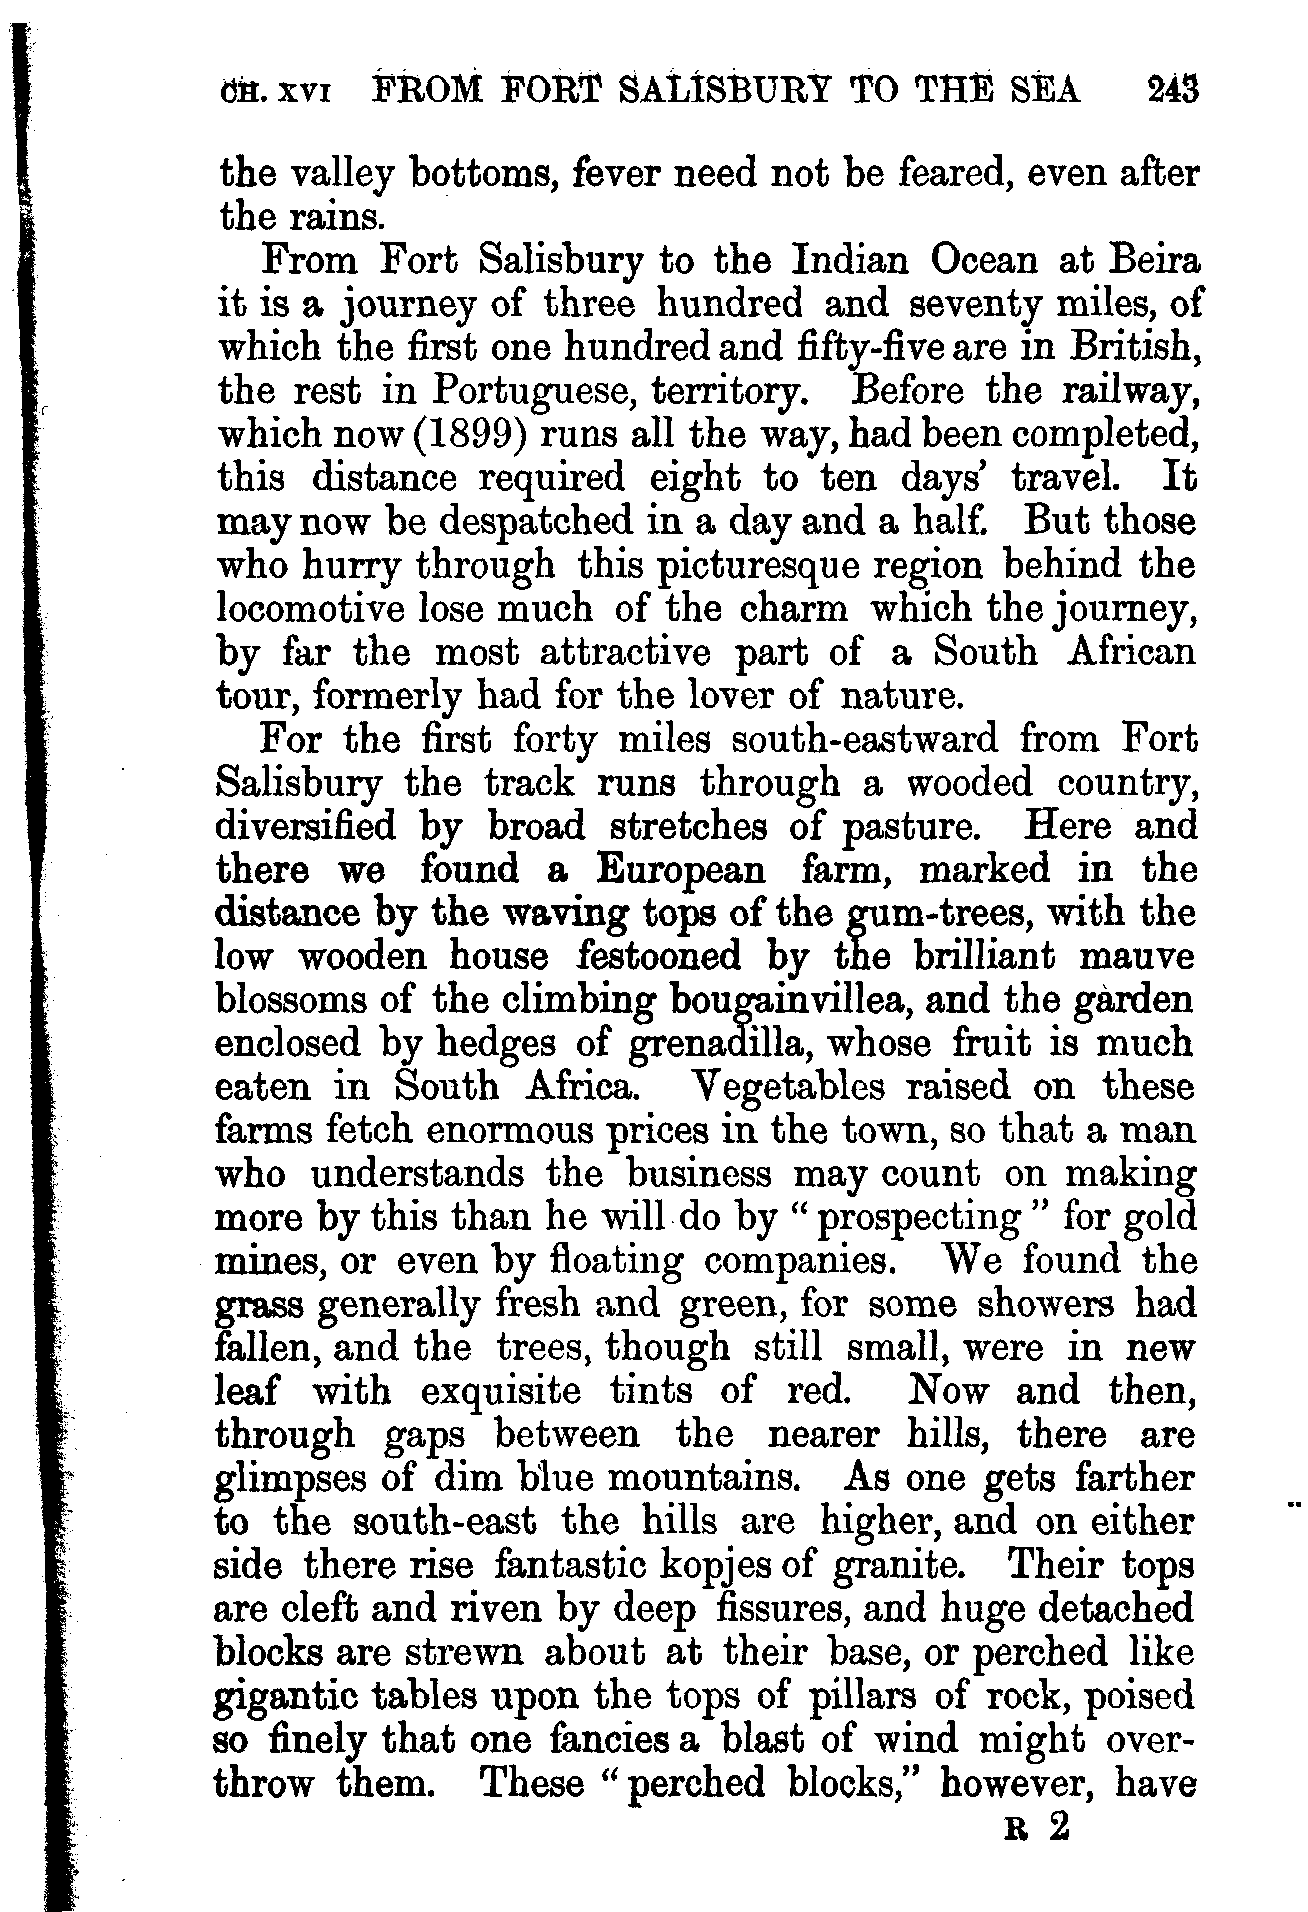 CH. XVI FROM FORT SALISBURY TO THE SEA 243
the valley bottoms, fever need not be feared, even after
the rains.
From Fort Salisbury to the Indian Ocean at Beira
it is a journey of three hundred and seventy miles, of
which the first one hundred and fifty-five are in British,
the rest in Portuguese, territory. Before the railway,
which now (1899) runs all the way, had been completed,
this distance required eight to ten days' travel. It
may now be despatched in a day and a half. But those
who hurry through this picturesque region behind the
locomotive lose much of the charm which the journey,
by far the most attractive part of a South African
tour, formerly had for the lover of nature.
For the first forty miles south-eastward from Fort
Salisbury the track runs through a wooded country,
diversified by broad stretches of pasture. Here and
there we found a European farm, marked in the
distance by the waving tops of the gum-trees, with the
low wooden house festooned by the brilliant mauve
blossoms of the climbing bougainvillea, and the garden
enclosed by hedges of grenadilla, whose fruit is much
eaten in South Africa. Vegetables raised on these
farms fetch enormous prices in the town, so that a man
who understands the business may count on making
more by this than he will do by “ prospecting ” for gold
mines, or even by floating companies. We found the
grass generally fresh and green, for some showers had
fallen, and the trees, though still small, were in new
leaf with exquisite tints of red. Now and then,
through gaps between the nearer hills, there are
glimpses of dim blue mountains. As one gets farther
to the south-east the hills are higher, and on either
side there rise fantastic kopjes of granite. Their tops
are cleft and riven by deep fissures, and huge detached
blocks are strewn about at their base, or perched like
gigantic tables upon the tops of pillars of rock, poised
so finely that one fancies a blast of wind might over-
throw them. These “ perched blocks,” however, have
R 2